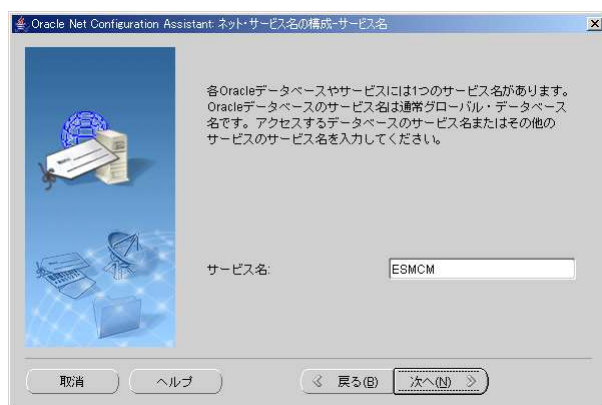 Oracle Net Configuration Assistant: ネット・サービス名の構成-サービス名
各Oracleデータベースやサービスには1つのサービス名があります。
Oracleデータベースのサービス名は通常グローバル・データベース
名です。アクセスするデータベースのサービス名またはその他の
サービスのサービス名を入力してください。
サービス名:
ESMCM
取消
ヘルプ
戻る(B)
次へ(N)